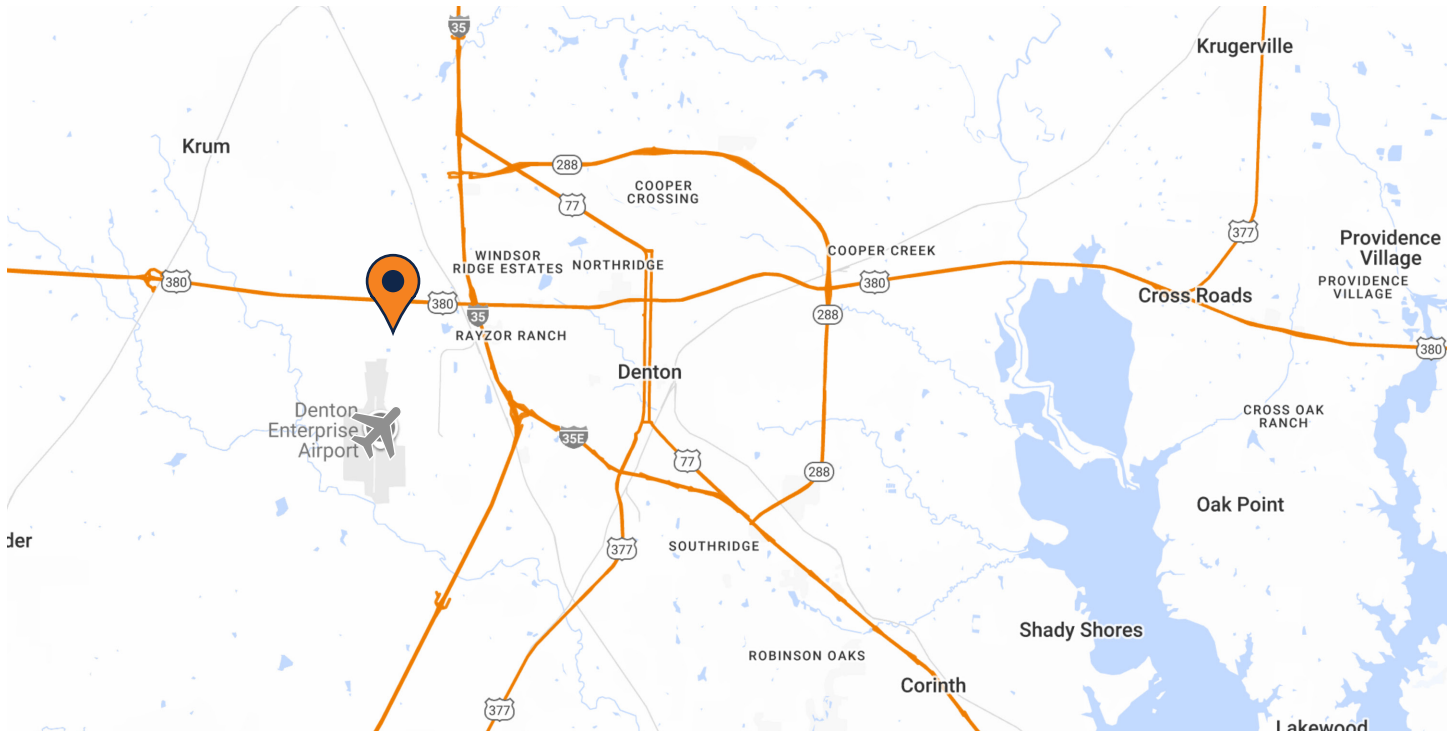 35
Krugerville
Krum
288
COOPER
CROSSING
77
377
Providence
Village
COOPER CREEK
WINDSOR
RIDGE ESTATES
NORTHRIDGE
380
380
PROVIDENCE
VILLAGE
Cross Roads
380
35
288
RAYZOR RANCH
380
Denton
Denton
Enterprise
Airport
CROSS OAK
RANCH
35E
77
288
Oak Point
der
377
SOUTHRIDGE
Shady Shores
ROBINSON OAKS
Corinth
377
Lakewood